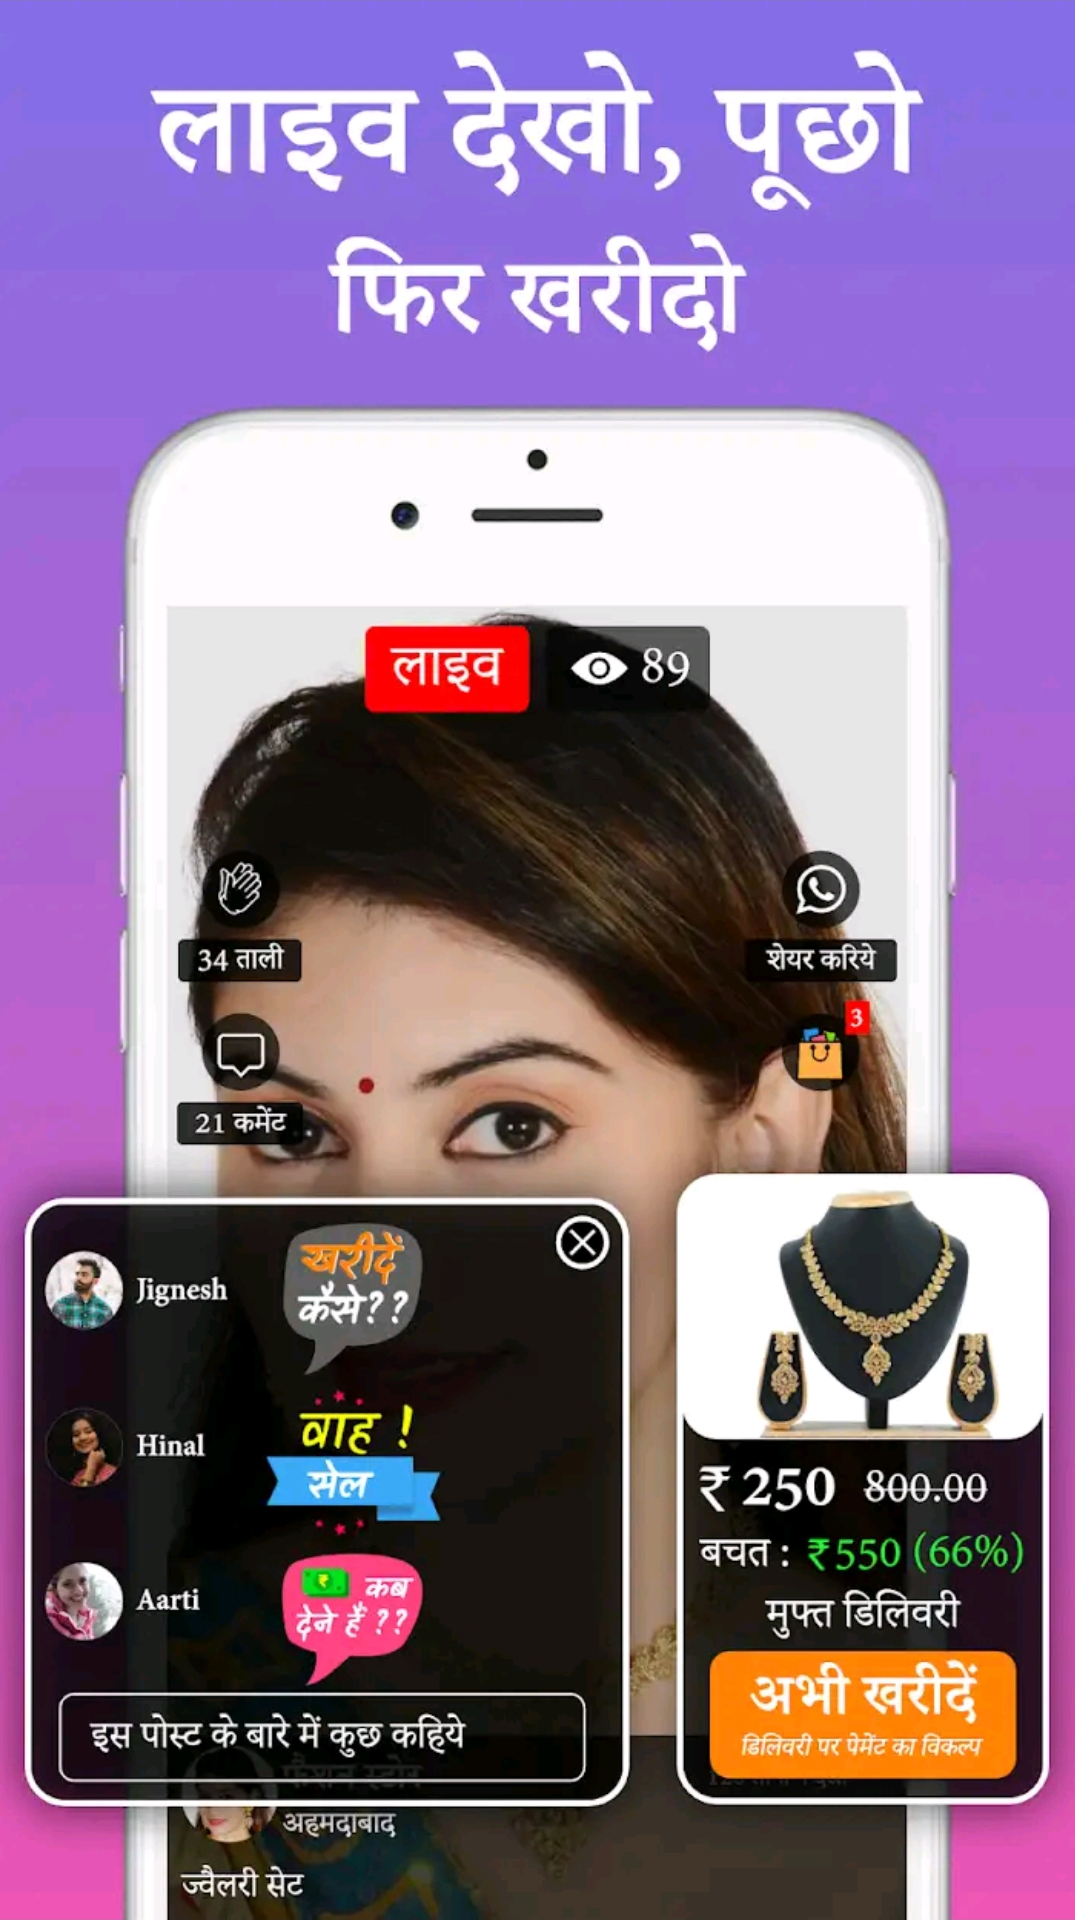 लाइव देखो, पूछो
फिर खरीदो
लाइव
89
34 ताली
शेयर करिये
3
21 कमेंट
Jignesh
खरीदें
कैसे??
Hinal
वाह !
सेल
Aarti
₹ कब
देने हैं ??
इस पोस्ट के बारे में कुछ कहिये
₹ 250 800.00
बचत : ₹550 (66%)
मुफ्त डिलिवरी
अभी खरीदें
डिलिवरी पर पेमेंट का विकल्प
फैशन स्टोर
अहमदाबाद
ज्वैलरी सेट